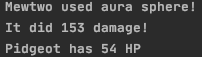 Mewtwo used aura sphere!
It did 153 damage!
Pidgeot has 54 HP